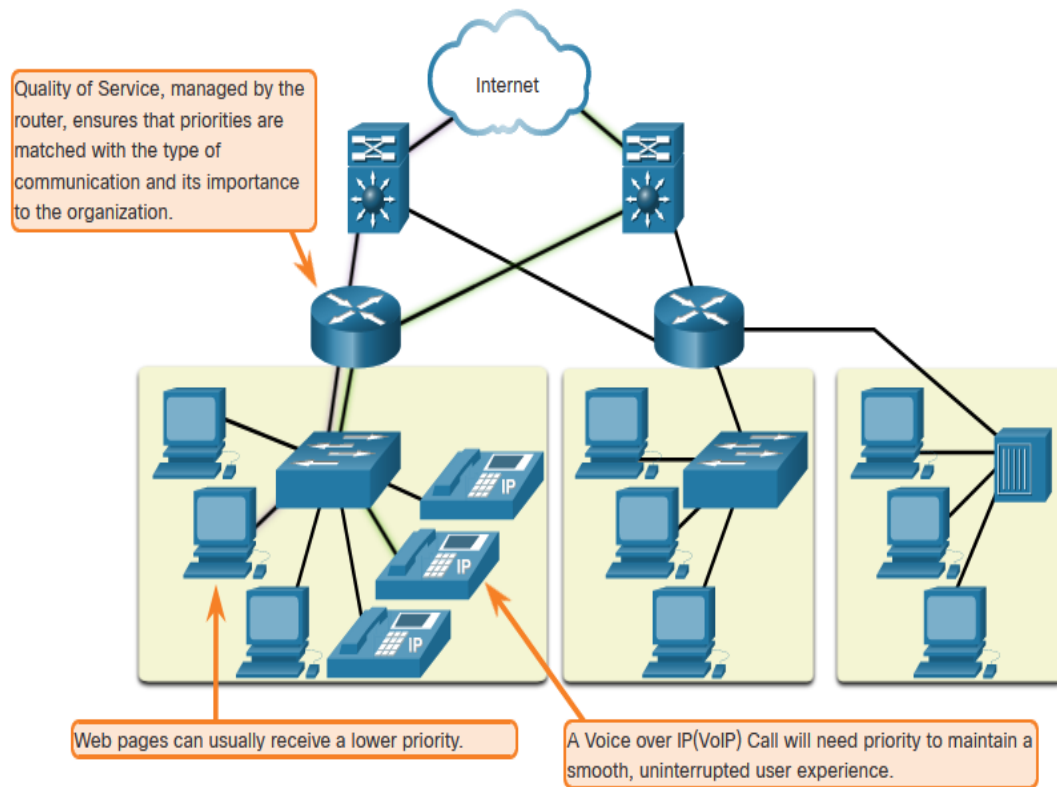 Internet
Quality of Service, managed by the
router, ensures that priorities are
matched with the type of
communication and its importance
to the organization.
IP
IP
IP
Web pages can usually receive a lower priority.
A Voice over IP(VoIP) Call will need priority to maintain a
smooth, uninterrupted user experience.